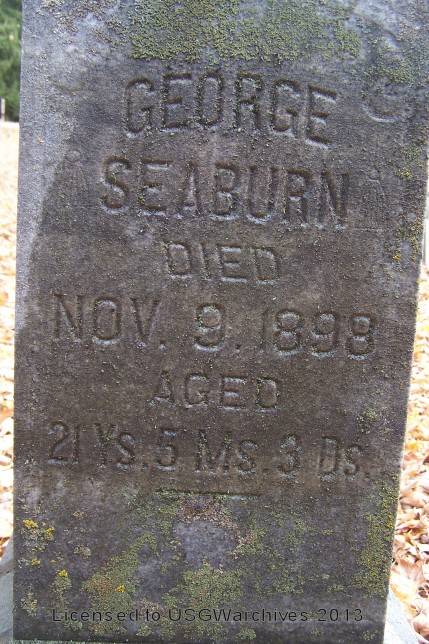 GEORGE
SEABURN
DIED
NOV. 9. 1898
AGED
21 Ys. 5 Ms. 3 Ds.
Licensed to USGWarchives 2013